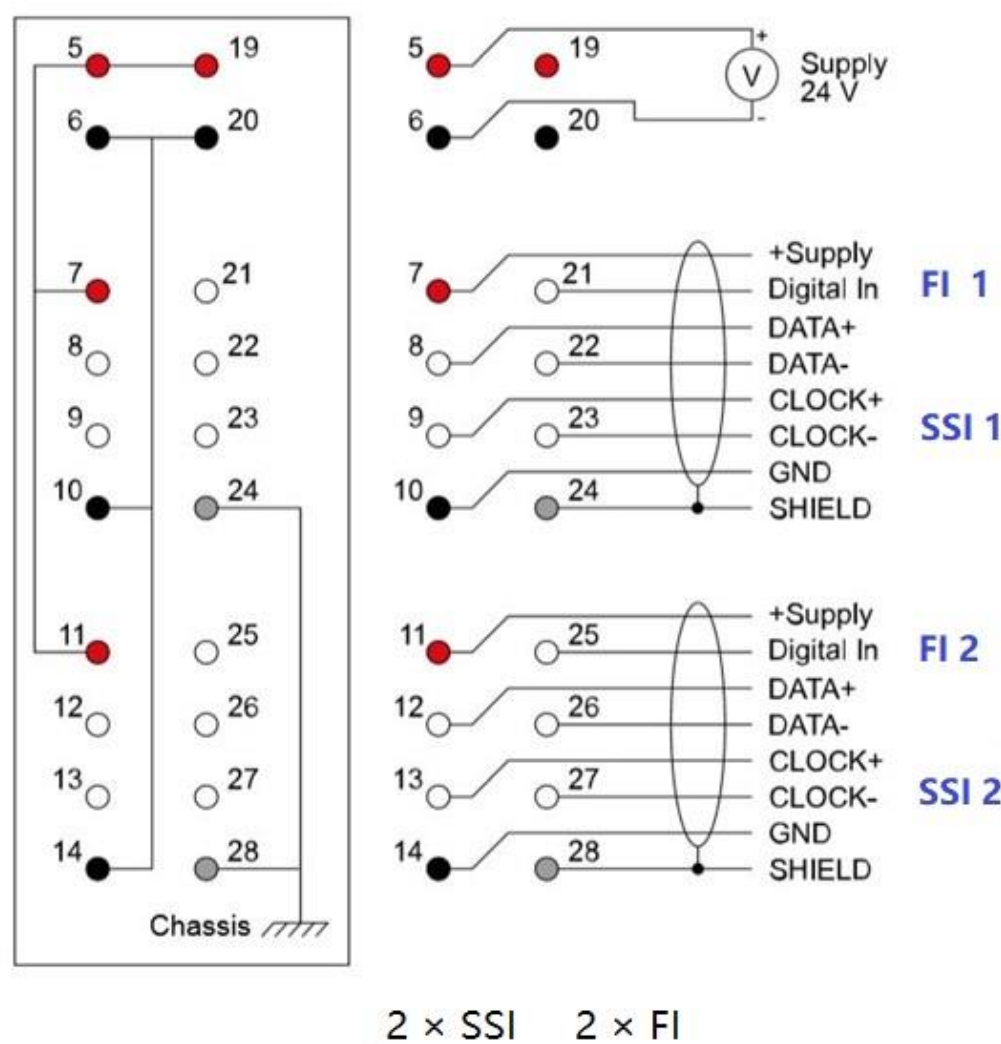 5 19
6 20
7 21
8 22
9 23
10 24
11 25
12 26
13 27
14 28
Chassis
5 19
6 20
+
V
-
Supply
24 V
7 21
8 22
9 23
10 24
+Supply
Digital In
DATA+
DATA-
CLOCK+
CLOCK-
GND
SHIELD
FI 1
SSI 1
11 25
12 26
13 27
14 28
+Supply
Digital In
DATA+
DATA-
CLOCK+
CLOCK-
GND
SHIELD
FI 2
SSI 2
2 × SSI 2 × FI